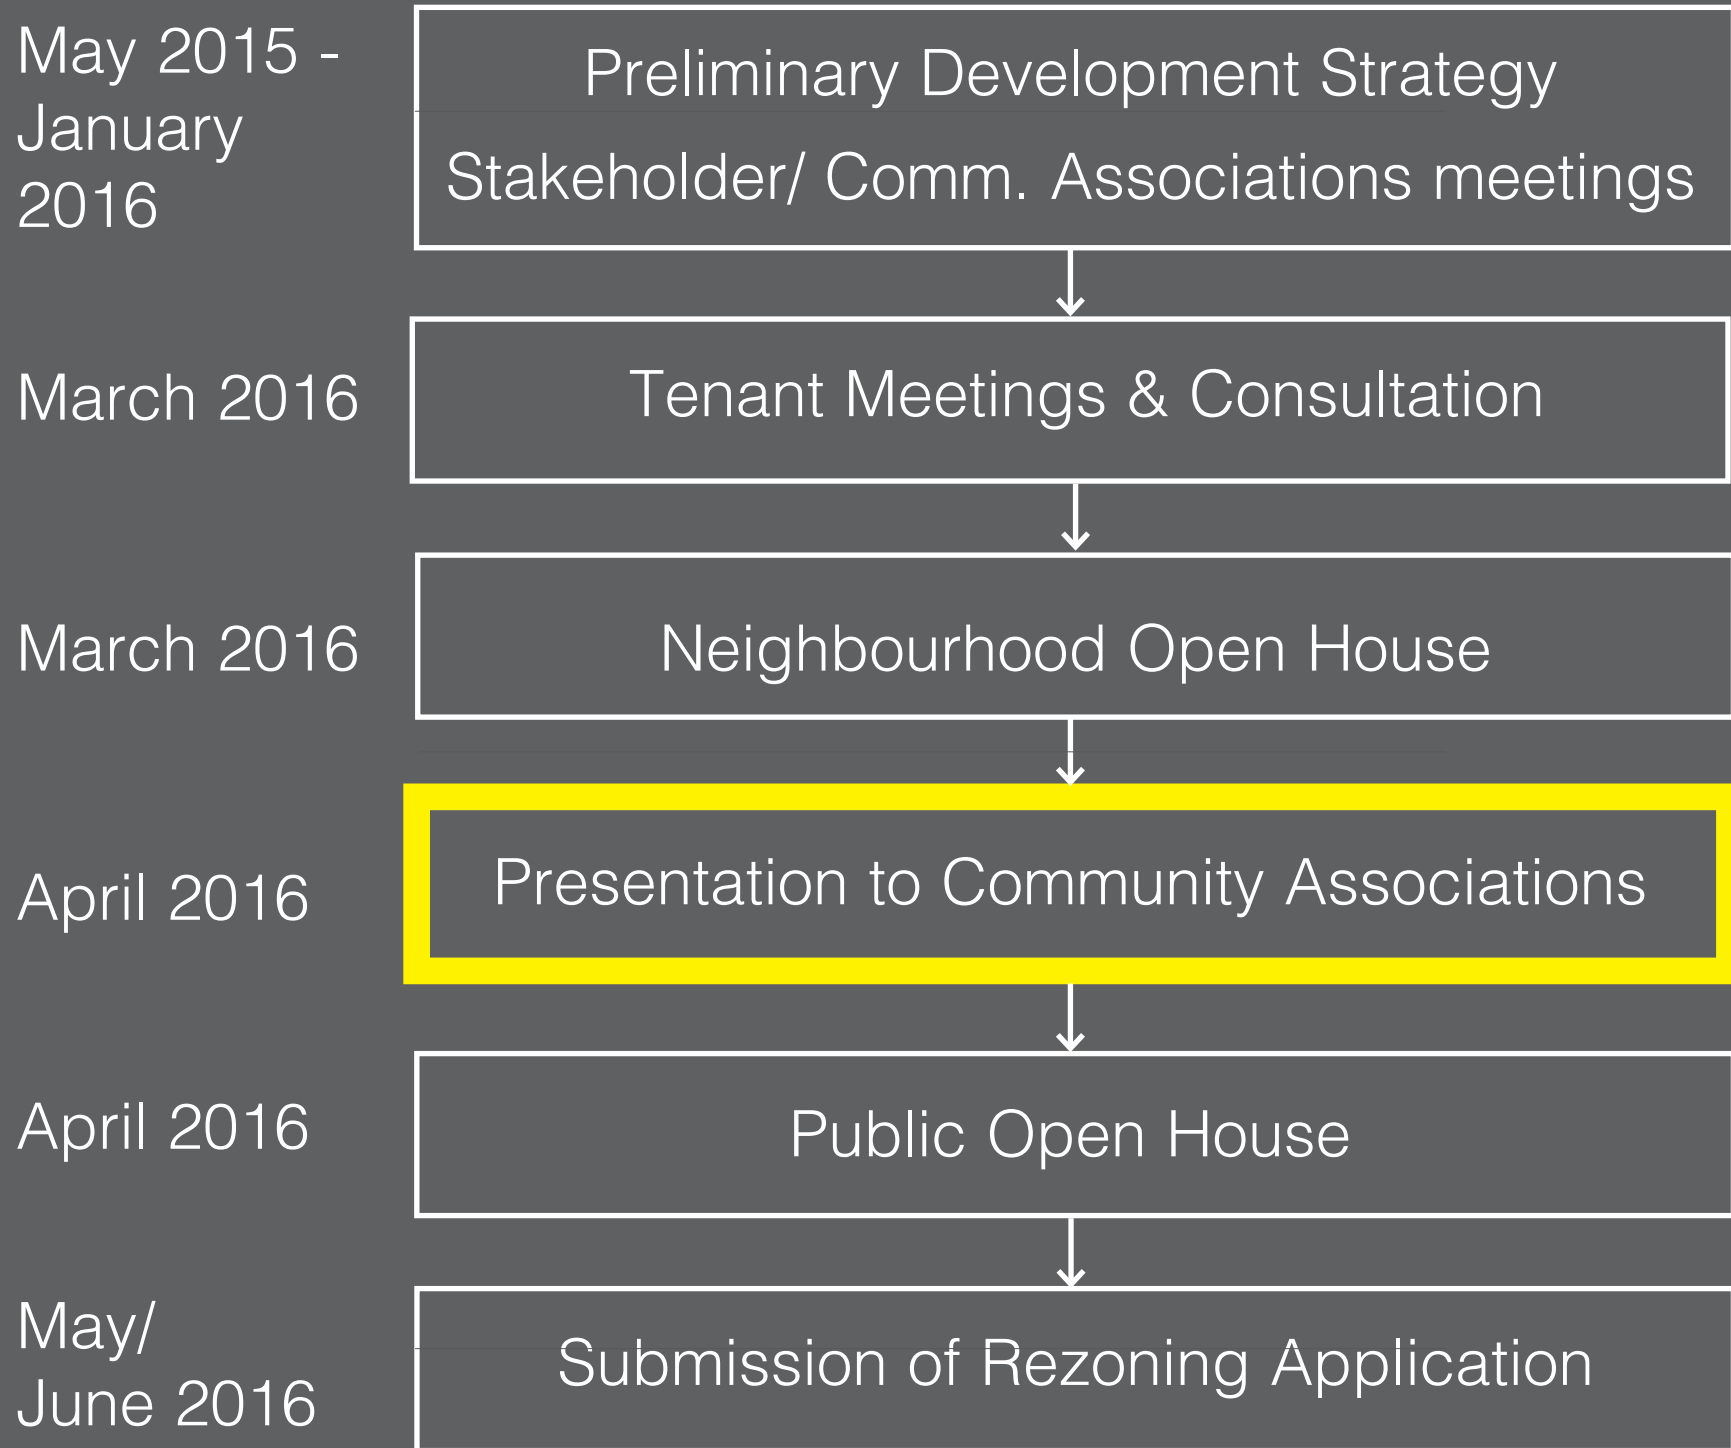 May 2015 -
January
2016
Preliminary Development Strategy
Stakeholder/ Comm. Associations meetings
March 2016
Tenant Meetings & Consultation
March 2016
Neighbourhood Open House
April 2016
Presentation to Community Associations
April 2016
Public Open House
May/
June 2016
Submission of Rezoning Application